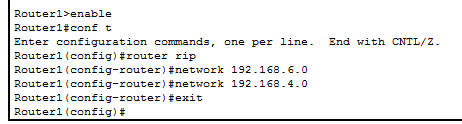 Router1>enable
Router1#conf t
Enter configuration commands, one per line.  End with CNTL/Z.
Router1(config)#router rip
Router1(config-router)#network 192.168.6.0
Router1(config-router)#network 192.168.4.0
Router1(config-router)#exit
Router1(config)#